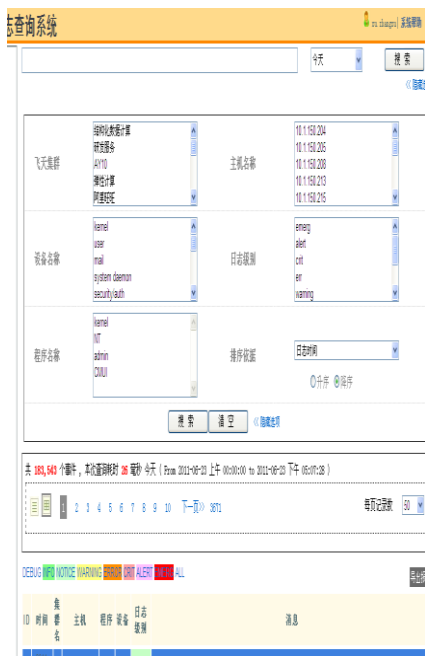 志查询系统
系统帮助
今天 搜 索
《隐藏选
飞天集群
结构化数据计算
研发服务
AY10
弹性计算
阿里旺旺
主机名称
10.1.150.204
10.1.150.205
10.1.150.208
10.1.150.213
10.1.150.215
设备名称
kernel
user
mail
system daemon
security/auth
日志级别
emerg
alert
crit
err
warning
程序名称
kernel
NT
admin
CMUI
排序依据
日志时间
升序 降序
搜 索 清 空 《隐藏选项
共 183,543 个事件，本次查询耗时 26 毫秒 今天（From 2011-06-23 上午 00:00:00 to 2011-06-23 下午 05:07:28 ）
1 2 3 4 5 6 7 8 9 10 下一页》 3671 每页记录数 50
DEBUG INFO NOTICE WARNING ERROR CRIT ALERT ALL
导出报
ID 时间 集群名 主机 程序 设备 日志级别 消息